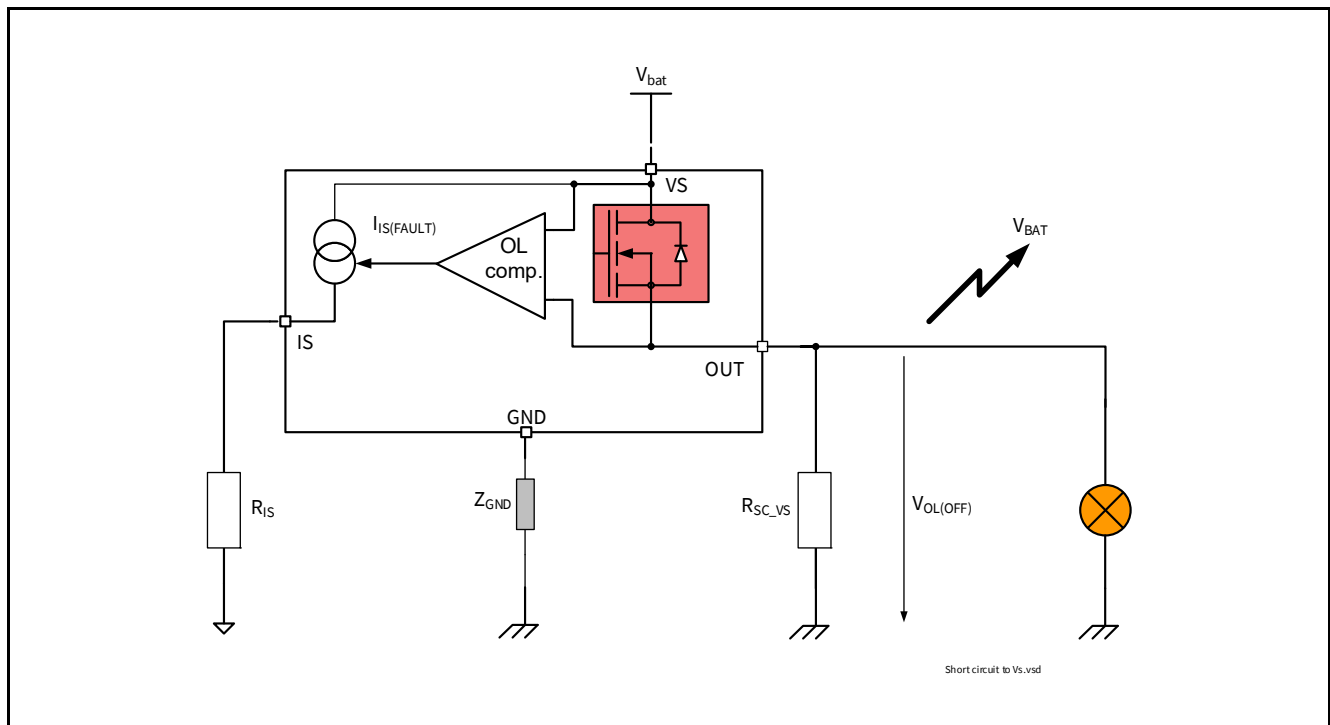 Vbat
VS
IIS(FAULT)
OL
comp.
VBAT
IS
OUT
GND
RIS
ZGND
RSC_VS
VOL(OFF)
Short circuit to Vs.vsd